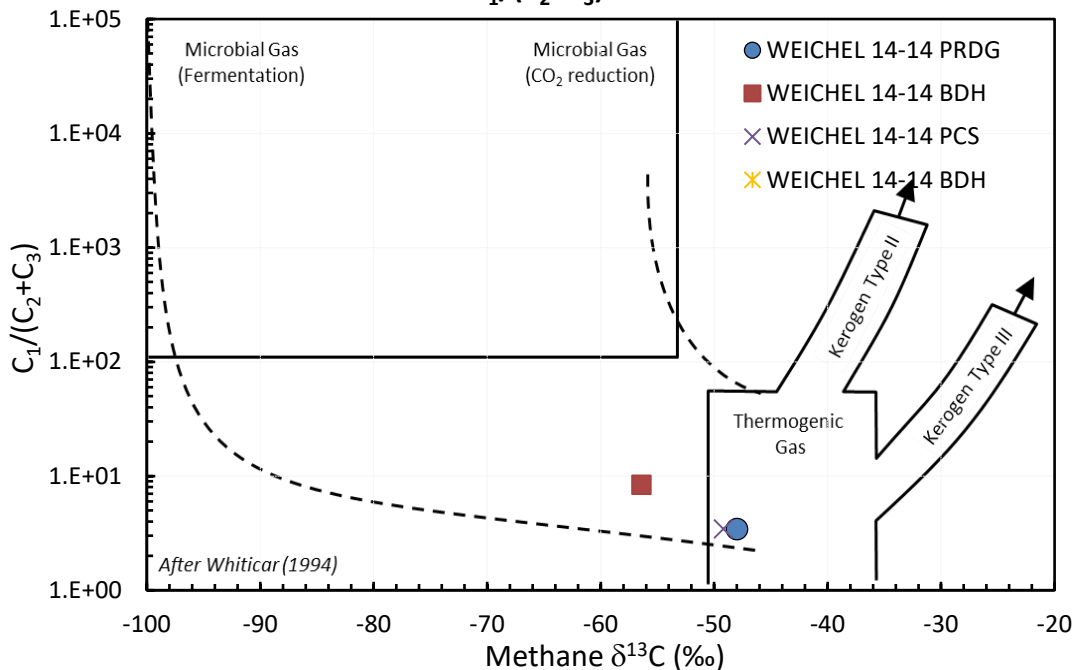 1.E+05
1.E+04
1.E+03
1.E+02
1.E+01
1.E+00
C₁/(C₂+C₃)
Microbial Gas
(Fermentation)
Microbial Gas
(CO₂ reduction)
WEICHEL 14-14 PRDG
WEICHEL 14-14 BDH
WEICHEL 14-14 PCS
WEICHEL 14-14 BDH
Kerogen Type II
Kerogen Type III
Thermogenic
Gas
After Whiticar (1994)
-100 -90 -80 -70 -60 -50 -40 -30 -20
Methane δ¹³C (‰)